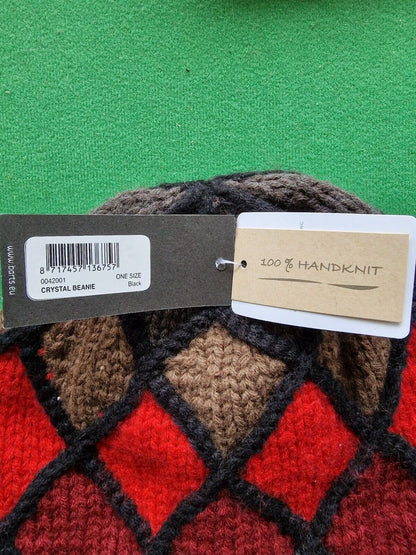 www.barts.eu
8 717457 136757
0042001
ONE SIZE
CRYSTAL BEANIE
Black
100 % HANDKNIT